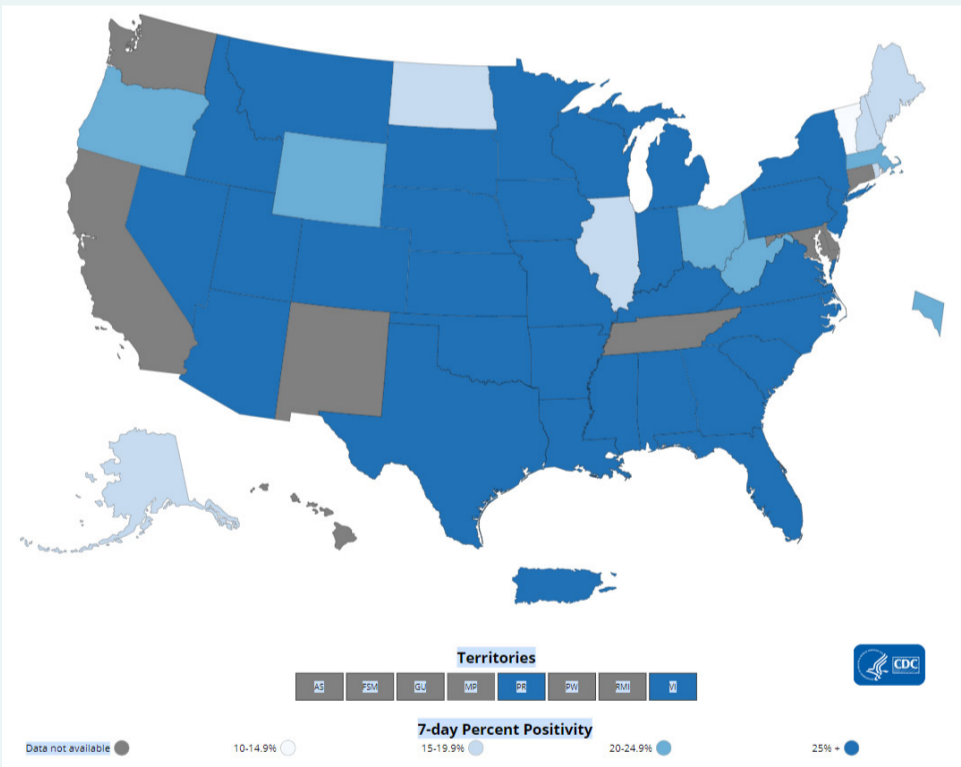 Territories
CDC
AS FSM GU MP PR PW RMI VI
7-day Percent Positivity
Data not available 10-14.9% 15-19.9% 20-24.9% 25% +